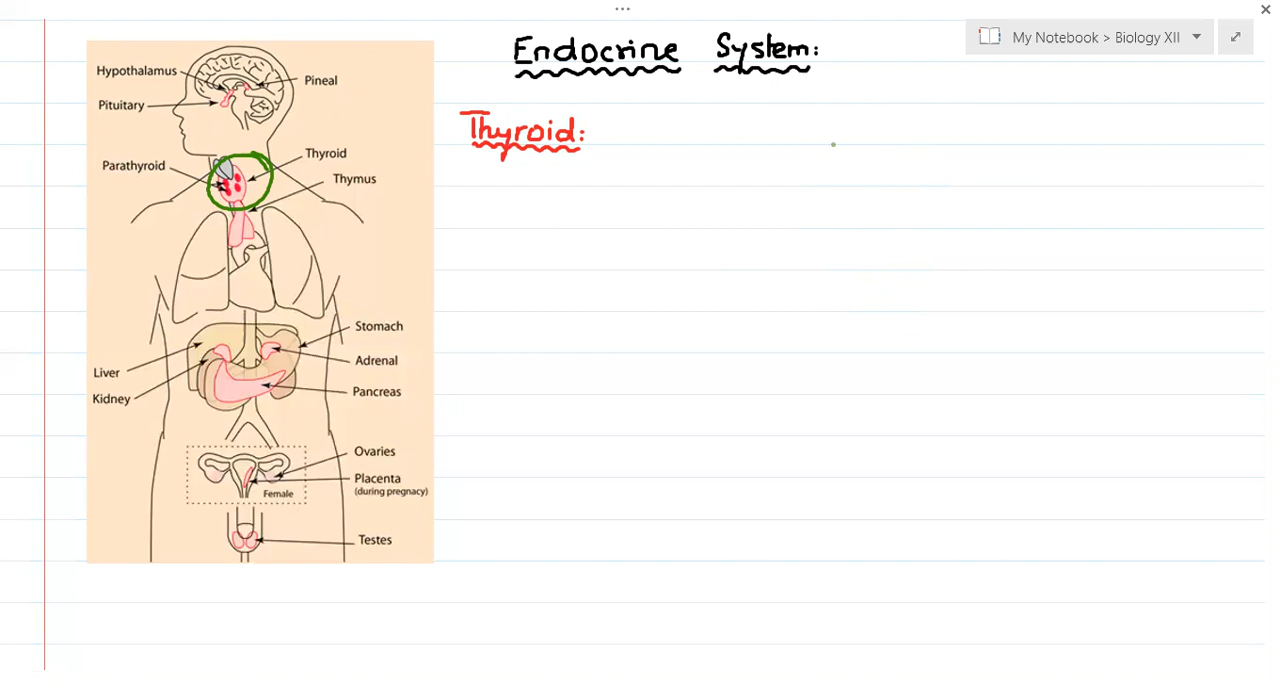 ...
My Notebook > Biology XII
Endocrine System:
Thyroid:
Hypothalamus
Pineal
Pituitary
Parathyroid
Thyroid
Thymus
Stomach
Adrenal
Liver
Pancreas
Kidney
Ovaries
Placenta
(during pregnancy)
Female
Testes